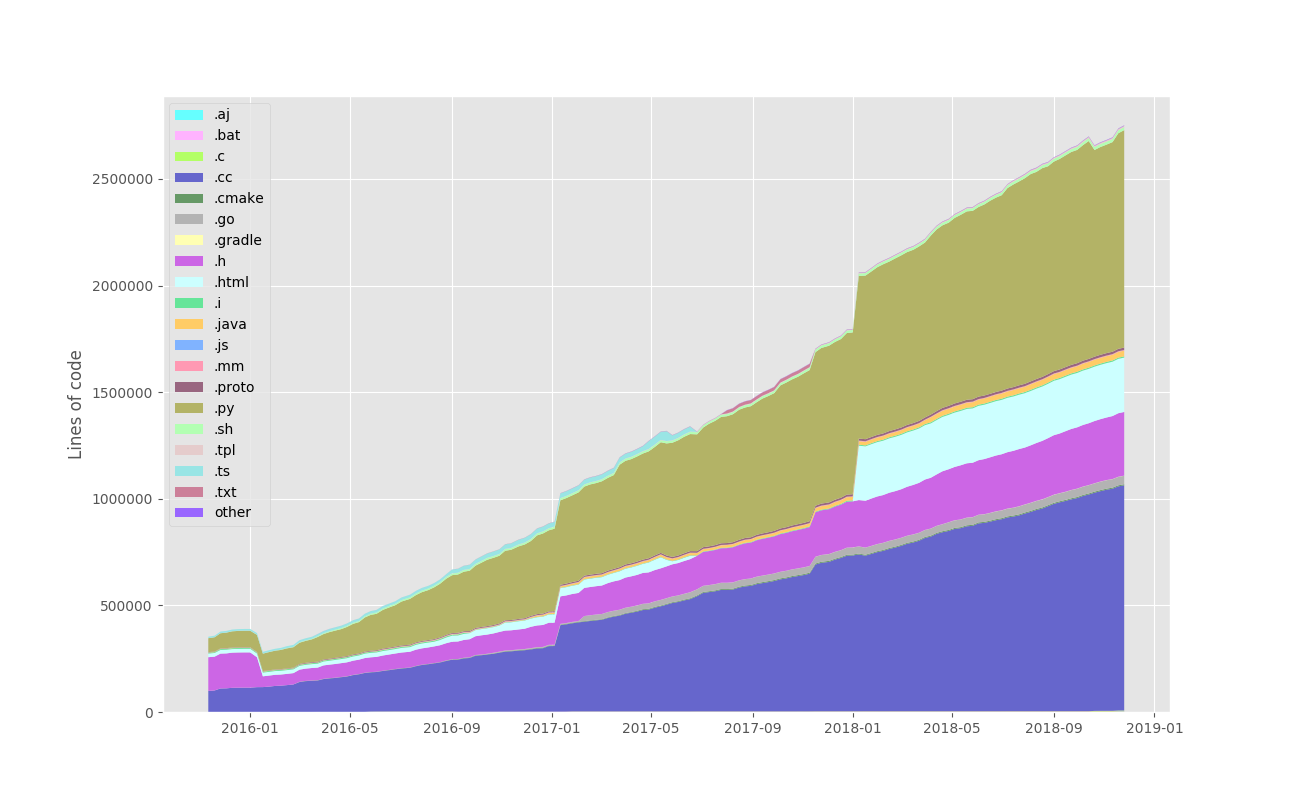 .aj
.bat
.c
.cc
.cmake
.go
.gradle
.h
.html
.i
.java
.js
.mm
.proto
.py
.sh
.tpl
.ts
.txt
other
Lines of code
2500000
2000000
1500000
1000000
500000
0
2016-01 2016-05 2016-09 2017-01 2017-05 2017-09 2018-01 2018-05 2018-09 2019-01